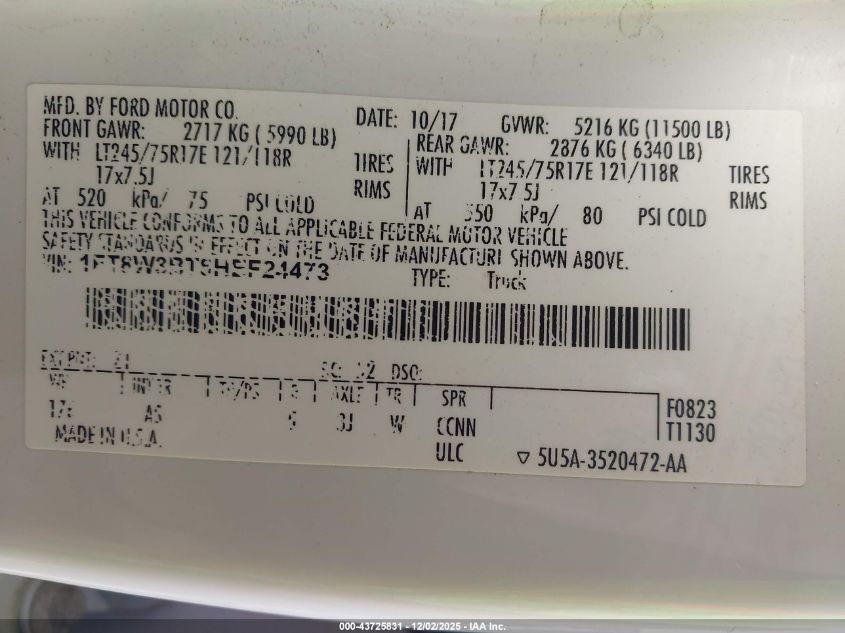 MFD. BY FORD MOTOR CO.
DATE: 10/17 GVWR: 5216 KG (11500 LB)
FRONT GAWR: 2717 KG ( 5990 LB)
REAR GAWR: 2876 KG ( 6340 LB)
WITH LT245/75R17E 121/118R TIRES
WITH LT245/75R17E 121/118R TIRES
17x7.5J RIMS
17x7.5J RIMS
AT 520 kPa/ 75 PSI COLD
AT 550 kPa/ 80 PSI COLD
THIS VEHICLE CONFORMS TO ALL APPLICABLE FEDERAL MOTOR VEHICLE
SAFETY STANDARDS IN EFFECT ON THE DATE OF MANUFACTURE SHOWN ABOVE.
VIN: 1FT8W3BT9HEF24473
TYPE: Truck
EXT PNT: DSO:
AXLE TR SPR
A5 3J W CCNN
F0823
T1130
MADE IN U.S.A.
ULC
▽ 5U5A-3520472-AA
000-43725831 - 12/02/2025 - IAA Inc.